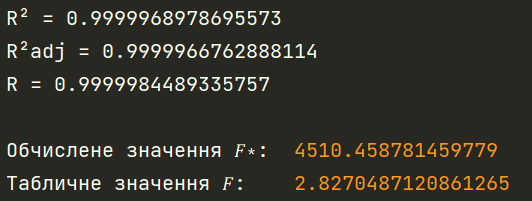 R² = 0.9999968978695573
R²adj = 0.9999966762888114
R = 0.9999984489335757
Обчислене значення 𝐹∗: 4510.458781459779
Табличне значення 𝐹: 2.8270487120861265